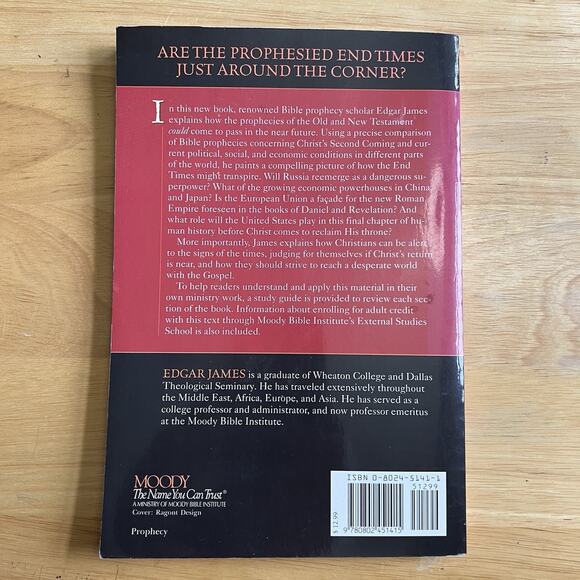 ARE THE PROPHESIED END TIMES
JUST AROUND THE CORNER?
In this new book, renowned Bible prophecy scholar Edgar James
explains how the prophecies of the Old and New Testament
could come to pass in the near future. Using a precise comparison
of Bible prophecies concerning Christ's Second Coming and cur-
rent political, social, and economic conditions in different parts
of the world, he paints a compelling picture of how the End
Times might transpire. Will Russia reemerge as a dangerous su-
perpower? What of the growing economic powerhouses in China
and Japan? Is the European Union a façade for the new Roman
Empire foreseen in the books of Daniel and Revelation? And
what role will the United States play in this final chapter of hu-
man history before Christ comes to reclaim His throne?
More importantly, James explains how Christians can be alert
to the signs of the times, judging for themselves if Christ's return
is near, and how they should strive to reach a desperate world
with the Gospel.
To help readers understand and apply this material in their
own ministry work, a study guide is provided to review each sec-
tion of the book. Information about enrolling for adult credit
with this text through Moody Bible Institute's External Studies
School is also included.
EDGAR JAMES is a graduate of Wheaton College and Dallas
Theological Seminary. He has traveled extensively throughout
the Middle East, Africa, Europe, and Asia. He has served as a
college professor and administrator, and now professor emeritus
at the Moody Bible Institute.
MOODY
The Name You Can Trust®
A MINISTRY OF MOODY BIBLE INSTITUTE
Cover: Ragont Design
Prophecy
ISBN 0-8024-5141-1
51299
$12.99
9 780802 451415